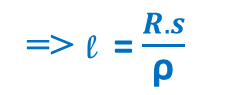 => ℓ = R.s / ρ